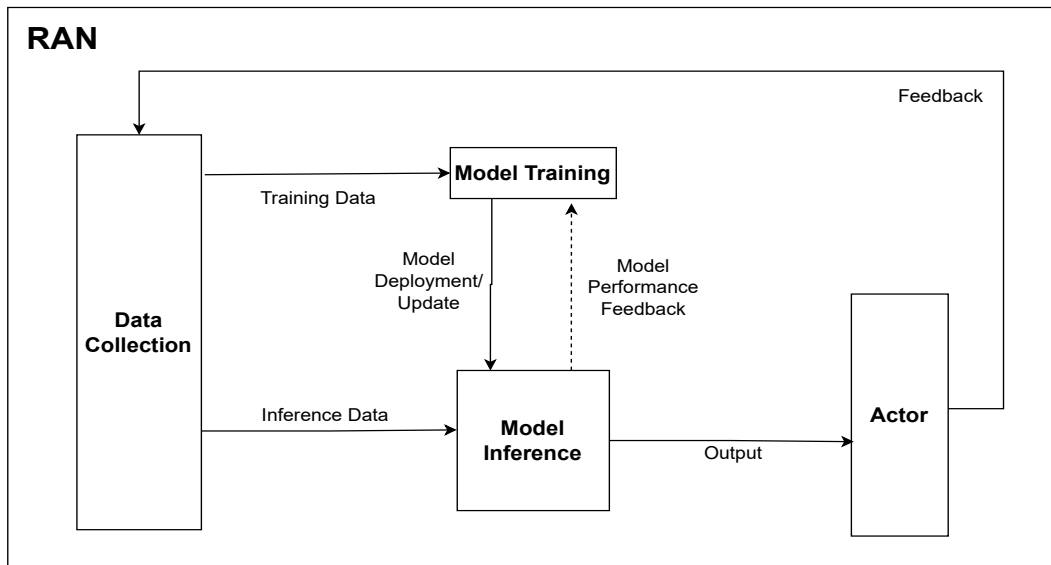 RAN
Feedback
Model Training
Training Data
Model
Deployment/
Update
Model
Performance
Feedback
Data
Collection
Inference Data
Model
Inference
Output
Actor